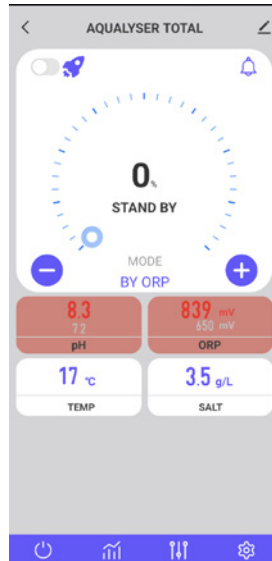 AQUALYSER TOTAL
0%
STAND BY
MODE
BY ORP
8.3
7.2
pH
839 mV
650 mV
ORP
17 °C
TEMP
3.5 g/L
SALT